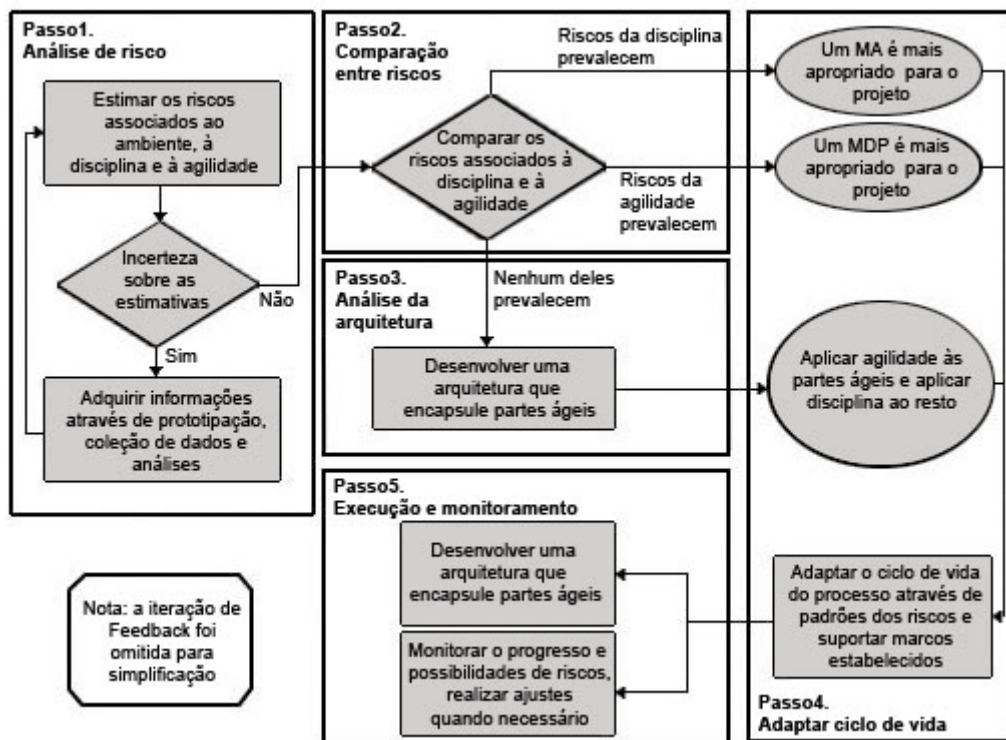 Passo1.
Análise de risco
Estimar os riscos
associados ao
ambiente, à
disciplina e à agilidade
Incerteza
sobre as
estimativas
Não
Sim
Adquirir informações
através de prototipação,
coleção de dados e
análises
Passo2.
Comparação
entre riscos
Riscos da disciplina
prevalecem
Comparar os
riscos associados à
disciplina e à
agilidade
Riscos da
agilidade
prevalecem
Nenhum deles
prevalecem
Passo3.
Análise da
arquitetura
Desenvolver uma
arquitetura que
encapsule partes ágeis
Um MA é mais
apropriado para o
projeto
Um MDP é mais
apropriado para o
projeto
Aplicar agilidade às
partes ágeis e aplicar
disciplina ao resto
Adaptar o ciclo de vida
do processo através de
padrões dos riscos e
suportar marcos
estabelecidos
Passo4.
Adaptar ciclo de vida
Passo5.
Execução e monitoramento
Desenvolver uma
arquitetura que
encapsule partes ágeis
Monitorar o progresso e
possibilidades de riscos,
realizar ajustes
quando necessário
Nota: a iteração de
Feedback foi
omitida para
simplificação